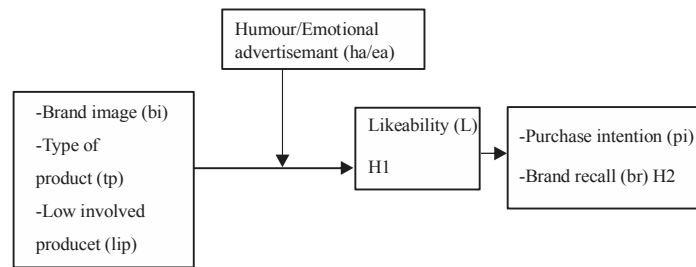 Humour/Emotional
advertisemant (ha/ea)
-Brand image (bi)
-Type of
product (tp)
-Low involved
producet (lip)
Likeability (L)
H1
-Purchase intention (pi)
-Brand recall (br) H2